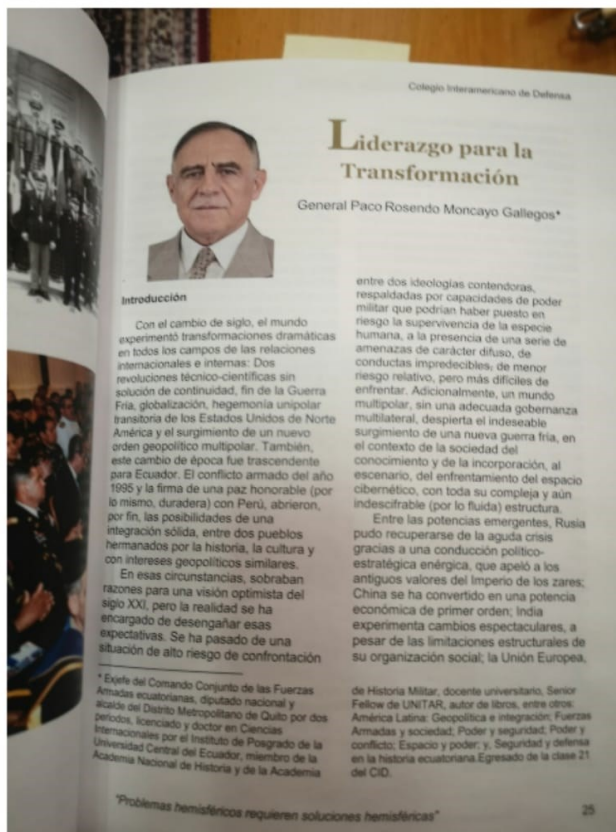 Colegio Interamericano de Defensa
Liderazgo para la
Transformación
General Paco Rosendo Moncayo Gallegos*
Introducción
Con el cambio de siglo, el mundo
experimentó transformaciones dramáticas
en todos los campos de las relaciones
internacionales e internas: Dos
revoluciones técnico-científicas sin
solución de continuidad, fin de la Guerra
Fría, globalización, hegemonía unipolar
transitoria de los Estados Unidos de Norte
América y el surgimiento de un nuevo
orden geopolítico multipolar. También,
este cambio de época fue trascendente
para Ecuador. El conflicto armado del año
1995 y la firma de una paz honorable (por
lo mismo, duradera) con Perú, abrieron,
por fin, las posibilidades de una
integración sólida, entre dos pueblos
hermanados por la historia, la cultura y
con intereses geopolíticos similares.
En esas circunstancias, sobraban
razones para una visión optimista del
siglo XXI, pero la realidad se ha
encargado de desengañar esas
expectativas. Se ha pasado de una
situación de alto riesgo de confrontación
entre dos ideologías contendoras,
respaldadas por capacidades de poder
militar que podrían haber puesto en
riesgo la supervivencia de la especie
humana, a la presencia de una serie de
amenazas de carácter difuso, de
conductas impredecibles, de menor
riesgo relativo, pero más difíciles de
enfrentar. Adicionalmente, un mundo
multipolar, sin una adecuada gobernanza
multilateral, despierta el indeseable
surgimiento de una nueva guerra fría, en
el contexto de la sociedad del
conocimiento y de la incorporación, al
escenario, del enfrentamiento del espacio
cibernético, con toda su compleja y aún
indescifrable (por lo fluida) estructura.
Entre las potencias emergentes, Rusia
pudo recuperarse de la aguda crisis
gracias a una conducción político-
estratégica enérgica, que apeló a los
antiguos valores del Imperio de los zares;
China se ha convertido en una potencia
económica de primer orden; India
experimenta cambios espectaculares, a
pesar de las limitaciones estructurales de
su organización social; la Unión Europea,
* Exjefe del Comando Conjunto de las Fuerzas
Armadas ecuatorianas, diputado nacional y
alcalde del Distrito Metropolitano de Quito por dos
periodos, licenciado y doctor en Ciencias
Internacionales por el Instituto de Posgrado de la
Universidad Central del Ecuador, miembro de la
Academia Nacional de Historia y de la Academia
de Historia Militar, docente universitario, Senior
Fellow de UNITAR, autor de libros, entre otros:
América Latina: Geopolítica e integración; Fuerzas
Armadas y sociedad; Poder y seguridad; Poder y
conflicto; Espacio y poder; y, Seguridad y defensa
en la historia ecuatoriana.Egresado de la clase 21
del CID.
"Problemas hemisféricos requieren soluciones hemisféricas"
25